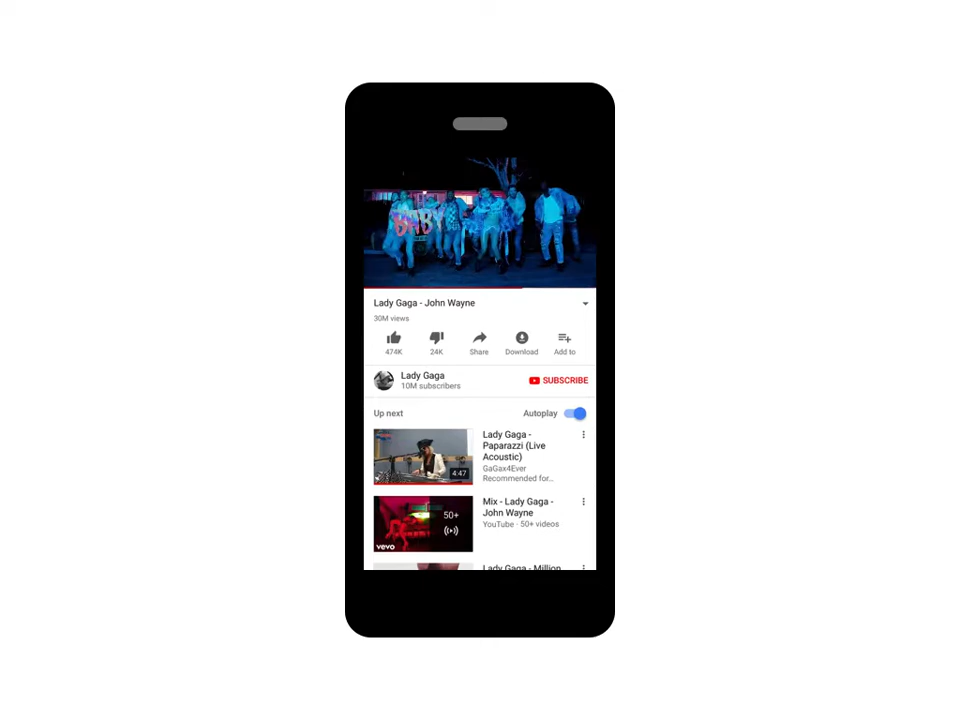 BABY
Lady Gaga - John Wayne
30M views
474K
24K
Share
Download
Add to
Lady Gaga
10M subscribers
SUBSCRIBE
Up next
Autoplay
Lady Gaga -
Paparazzi (Live
Acoustic)
GaGax4Ever
Recommended for...
4:47
Mix - Lady Gaga -
John Wayne
YouTube · 50+ videos
50+
vevo
Lady Gaga - Million